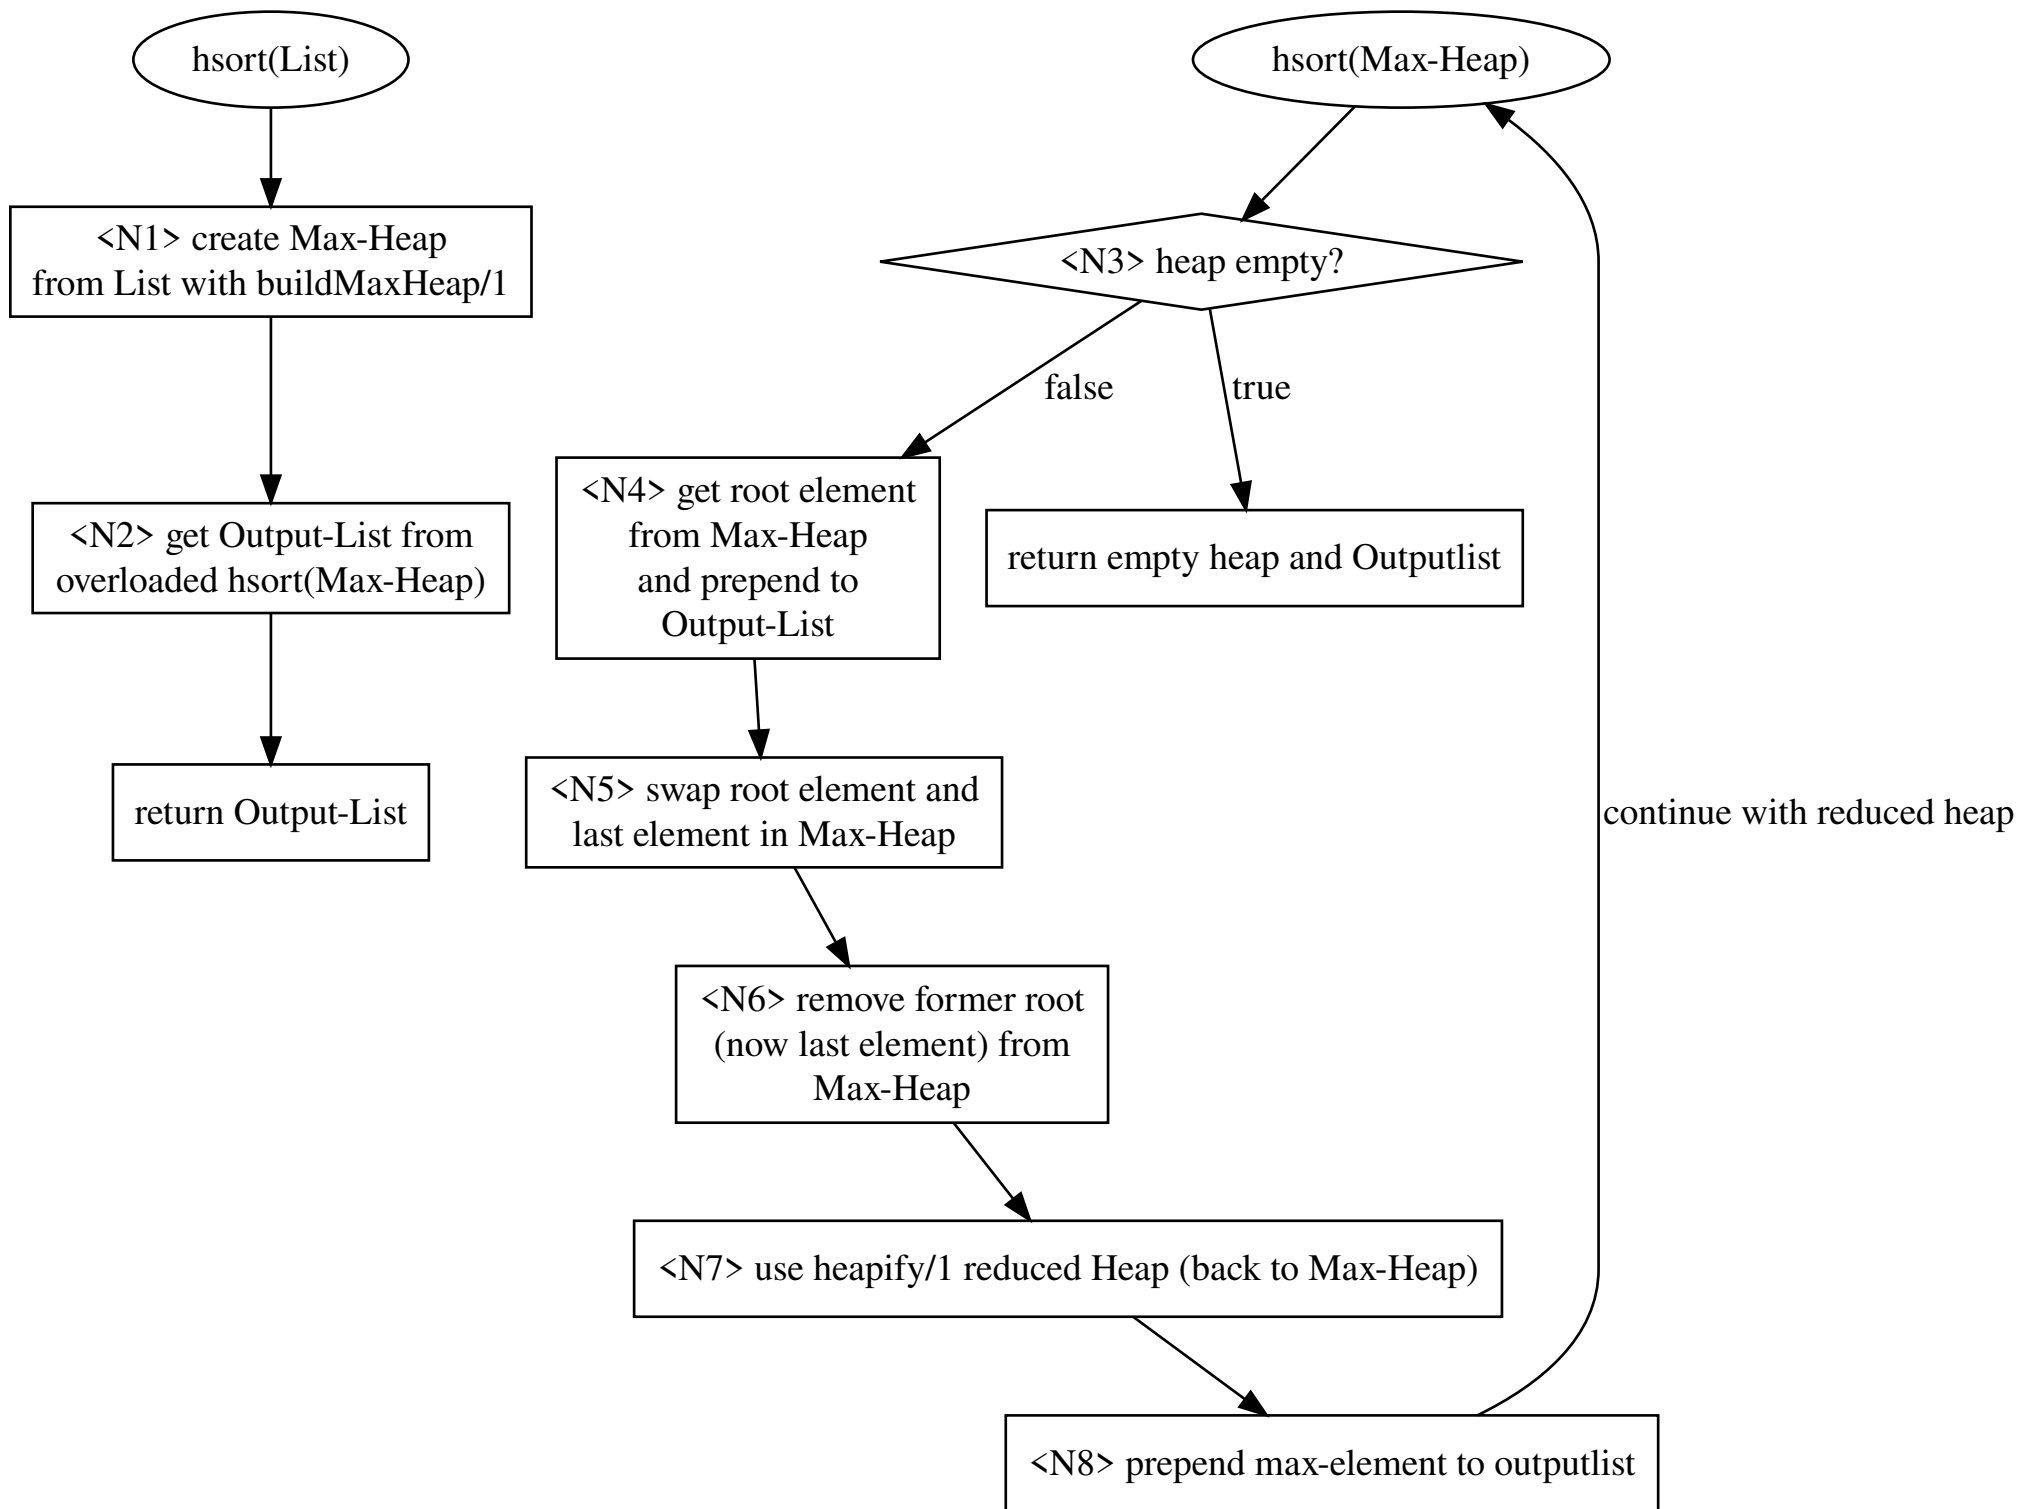 hsort(List)
<N1> create Max-Heap
from List with buildMaxHeap/1
<N2> get Output-List from
overloaded hsort(Max-Heap)
return Output-List
hsort(Max-Heap)
<N3> heap empty?
false
true
<N4> get root element
from Max-Heap
and prepend to
Output-List
return empty heap and Outputlist
<N5> swap root element and
last element in Max-Heap
<N6> remove former root
(now last element) from
Max-Heap
<N7> use heapify/1 reduced Heap (back to Max-Heap)
<N8> prepend max-element to outputlist
continue with reduced heap